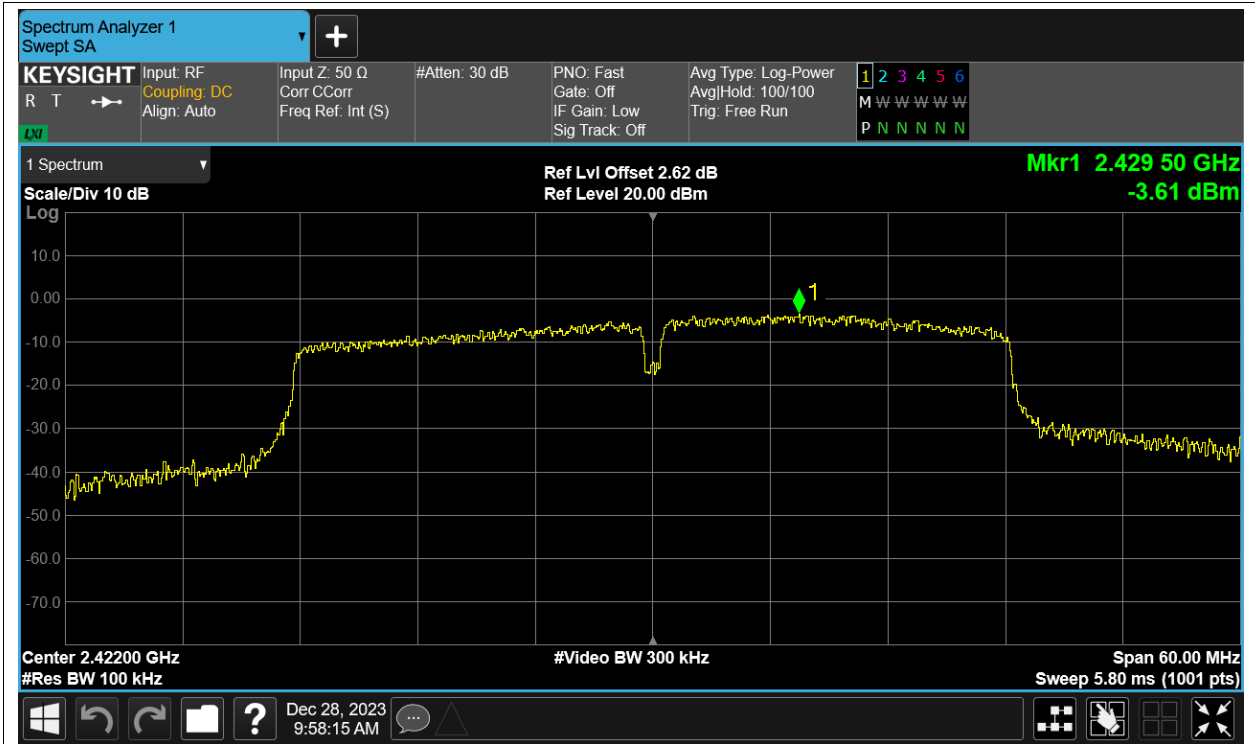 Spectrum Analyzer 1
Swept SA
KEYSIGHT
R T
LXI
Input: RF
Coupling: DC
Align: Auto
Input Z: 50 Ω
Corr CCorr
Freq Ref: Int (S)
#Atten: 30 dB
PNO: Fast
Gate: Off
IF Gain: Low
Sig Track: Off
Avg Type: Log-Power
Avg|Hold: 100/100
Trig: Free Run
1 2 3 4 5 6
M W W W W W
P N N N N N
1 Spectrum
Scale/Div 10 dB
Log
Ref Lvl Offset 2.62 dB
Ref Level 20.00 dBm
Mkr1 2.429 50 GHz
-3.61 dBm
10.0
0.00
-10.0
-20.0
-30.0
-40.0
-50.0
-60.0
-70.0
1
Center 2.42200 GHz
#Res BW 100 kHz
#Video BW 300 kHz
Span 60.00 MHz
Sweep 5.80 ms (1001 pts)
?
Dec 28, 2023
9:58:15 AM